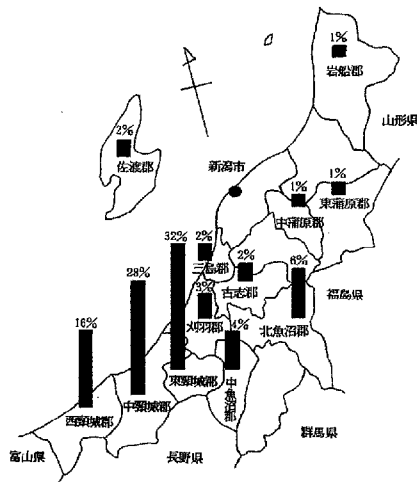 1%
岩船郡
山形県
2%
佐渡郡
新潟市
1%
東蒲原郡
1%
中蒲原郡
32%
2%
三島郡
2%
古志郡
6%
北魚沼郡
福島県
28%
3%
刈羽郡
4%
中魚沼郡
16%
東頸城郡
中頸城郡
西頸城郡
群馬県
長野県
富山県